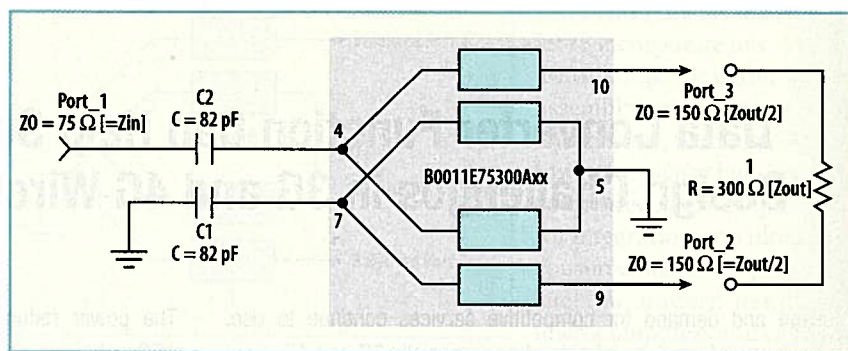 Port_1
Z0 = 75 Ω [=Zin]
C2
C = 82 pF
4
7
C1
C = 82 pF
B0011E75300Axx
10
5
9
Port_3
Z0 = 150 Ω [Zout/2]
1
R = 300 Ω [Zout]
Port_2
Z0 = 150 Ω [=Zout/2]